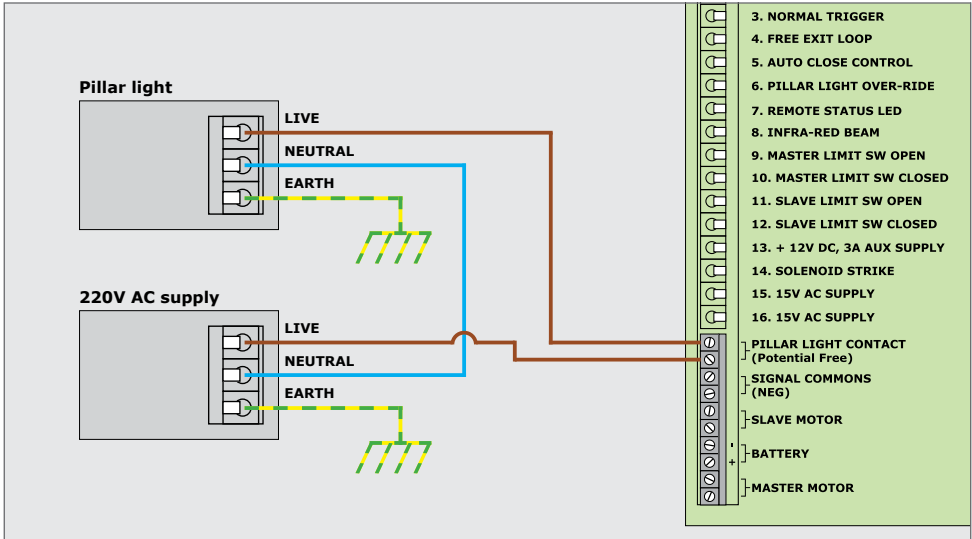 Pillar light
LIVE
NEUTRAL
EARTH
220V AC supply
LIVE
NEUTRAL
EARTH
3. NORMAL TRIGGER
4. FREE EXIT LOOP
5. AUTO CLOSE CONTROL
6. PILLAR LIGHT OVER-RIDE
7. REMOTE STATUS LED
8. INFRA-RED BEAM
9. MASTER LIMIT SW OPEN
10. MASTER LIMIT SW CLOSED
11. SLAVE LIMIT SW OPEN
12. SLAVE LIMIT SW CLOSED
13. + 12V DC, 3A AUX SUPPLY
14. SOLENOID STRIKE
15. 15V AC SUPPLY
16. 15V AC SUPPLY
PILLAR LIGHT CONTACT
(Potential Free)
SIGNAL COMMONS
(NEG)
SLAVE MOTOR
-
BATTERY
+
MASTER MOTOR